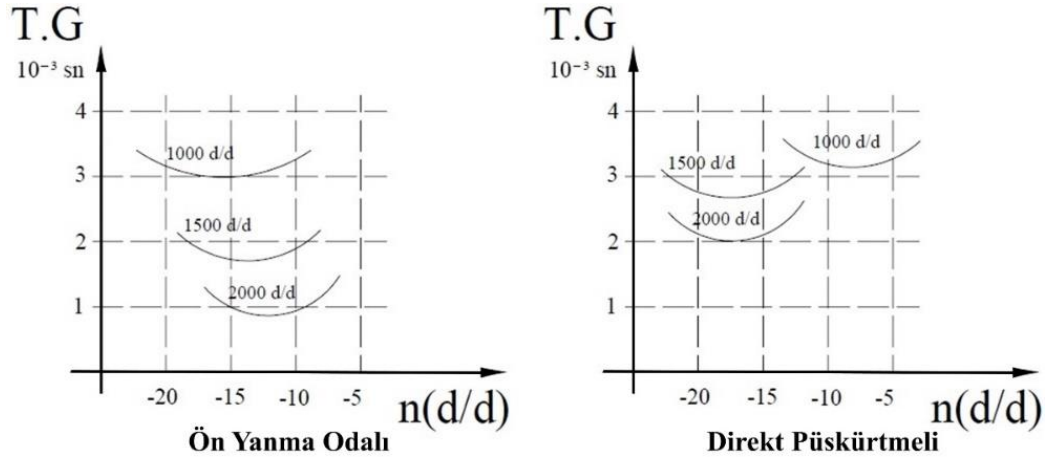 T.G
10⁻³ sn
4
3
2
1
1000 d/d
1500 d/d
2000 d/d
-20 -15 -10 -5
n(d/d)
Ön Yanma Odalı
T.G
10⁻³ sn
4
3
2
1
1000 d/d
1500 d/d
2000 d/d
-20 -15 -10 -5
n(d/d)
Direkt Püskürtmeli